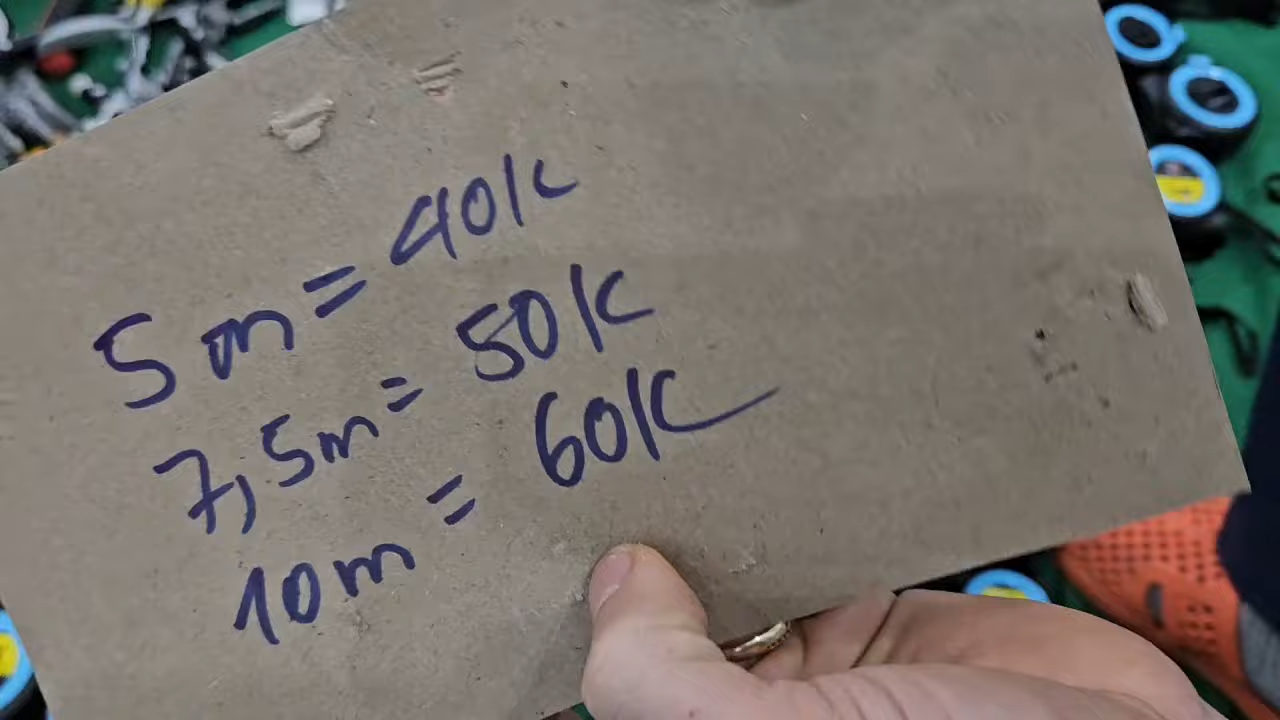 5m = 40k
7,5m = 50k
10m = 60k